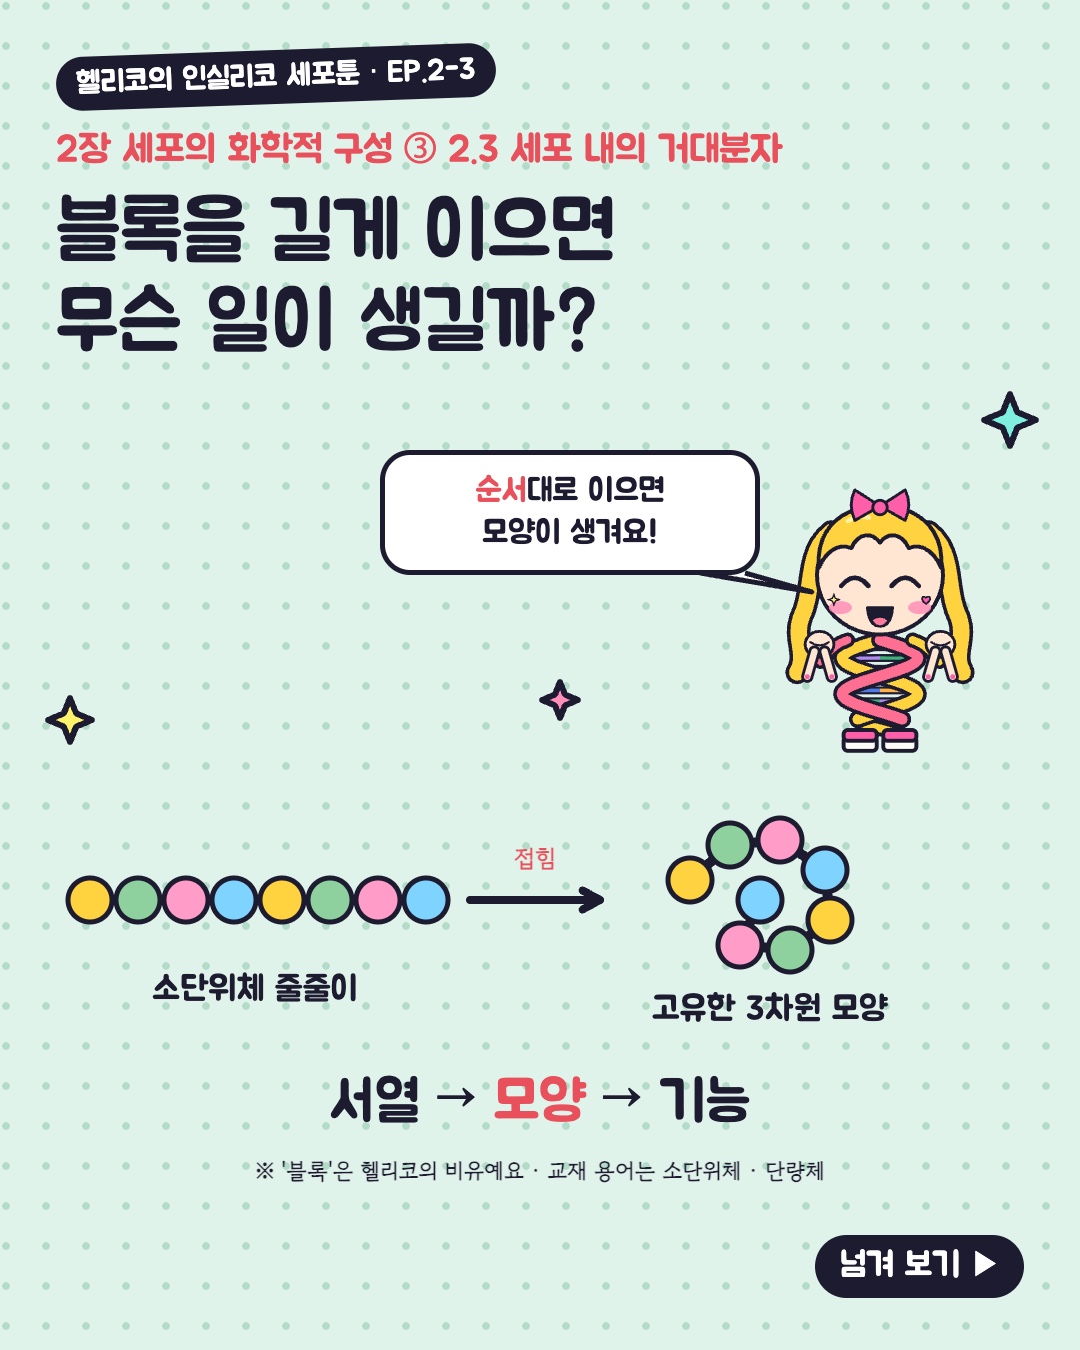 헬리코의 인실리코 세포툰 · EP.2-3
2장 세포의 화학적 구성 ③ 2.3 세포 내의 거대분자
블록을 길게 이으면
무슨 일이 생길까?
순서대로 이으면
모양이 생겨요!
접힘
소단위체 줄줄이
고유한 3차원 모양
서열 → 모양 → 기능
※ '블록'은 헬리코의 비유예요 · 교재 용어는 소단위체 · 단량체
넘겨 보기 ▶